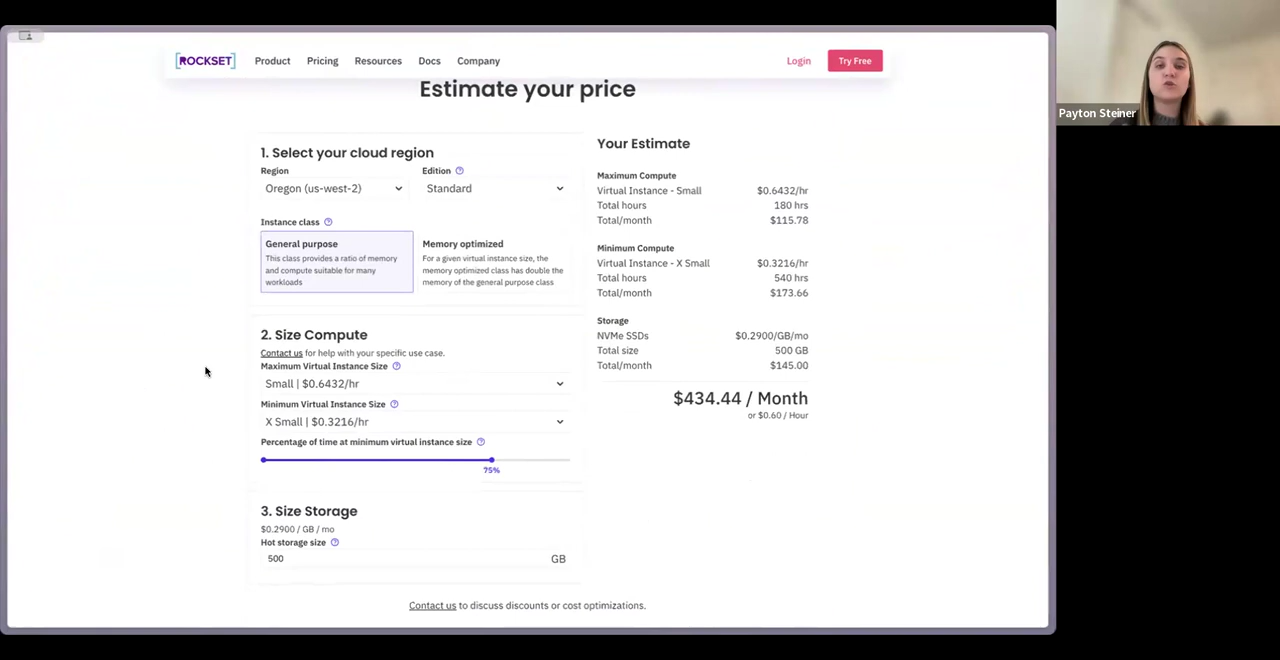 ROCKSET
Product
Pricing
Resources
Docs
Company
Login
Try Free
Estimate your price
1. Select your cloud region
Region
Edition
Oregon (us-west-2)
Standard
Instance class
General purpose
This class provides a ratio of memory
and compute suitable for many
workloads
Memory optimized
For a given virtual instance size, the
memory optimized class has double the
memory of the general purpose class
2. Size Compute
Contact us for help with your specific use case.
Maximum Virtual Instance Size
Small | $0.6432/hr
Minimum Virtual Instance Size
X Small | $0.3216/hr
Percentage of time at minimum virtual instance size
75%
3. Size Storage
$0.2900 / GB / mo
Hot storage size
500 GB
Your Estimate
Maximum Compute
Virtual Instance - Small $0.6432/hr
Total hours 180 hrs
Total/month $115.78
Minimum Compute
Virtual Instance - X Small $0.3216/hr
Total hours 540 hrs
Total/month $173.66
Storage
NVMe SSDs $0.2900/GB/mo
Total size 500 GB
Total/month $145.00
$434.44 / Month
or $0.60 / Hour
Contact us to discuss discounts or cost optimizations.
Payton Steiner